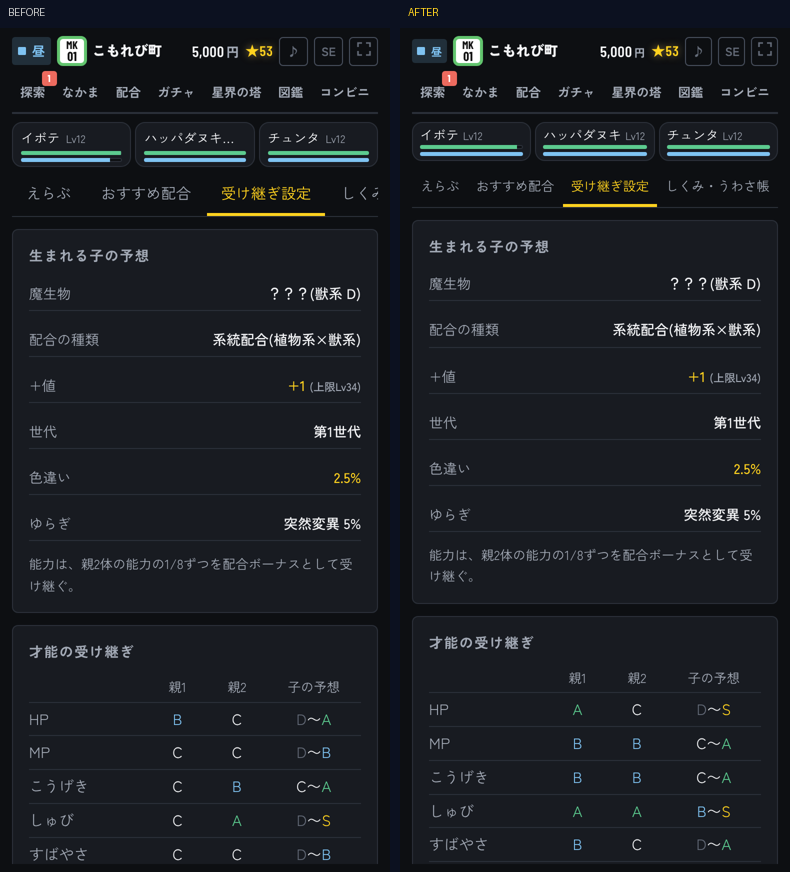 BEFORE
昼 MK 01 こもれび町 5,000 円 ★53 ♪ SE
1
探索 なかま 配合 ガチャ 星界の塔 図鑑 コンビニ
イボテ Lv12 ハッパダヌキ… チュンタ Lv12
えらぶ おすすめ配合 受け継ぎ設定 しくみ
生まれる子の予想
魔生物 ？？？(獣系 D)
配合の種類 系統配合(植物系×獣系)
＋値 +1 (上限Lv34)
世代 第1世代
色違い 2.5%
ゆらぎ 突然変異 5%
能力は、親2体の能力の1/8ずつを配合ボーナスとして受
け継ぐ。
才能の受け継ぎ
親1 親2 子の予想
HP B C D〜A
MP C C D〜B
こうげき C B C〜A
しゅび C A D〜S
すばやさ C C D〜B
AFTER
昼 MK 01 こもれび町 5,000 円 ★53 ♪ SE
1
探索 なかま 配合 ガチャ 星界の塔 図鑑 コンビニ
イボテ Lv12 ハッパダヌキ Lv12 チュンタ Lv12
えらぶ おすすめ配合 受け継ぎ設定 しくみ・うわさ帳
生まれる子の予想
魔生物 ？？？(獣系 D)
配合の種類 系統配合(植物系×獣系)
＋値 +1 (上限Lv34)
世代 第1世代
色違い 2.5%
ゆらぎ 突然変異 5%
能力は、親2体の能力の1/8ずつを配合ボーナスとして受
け継ぐ。
才能の受け継ぎ
親1 親2 子の予想
HP A C D〜S
MP B B C〜A
こうげき B B C〜A
しゅび A A B〜S
すばやさ B C D〜A